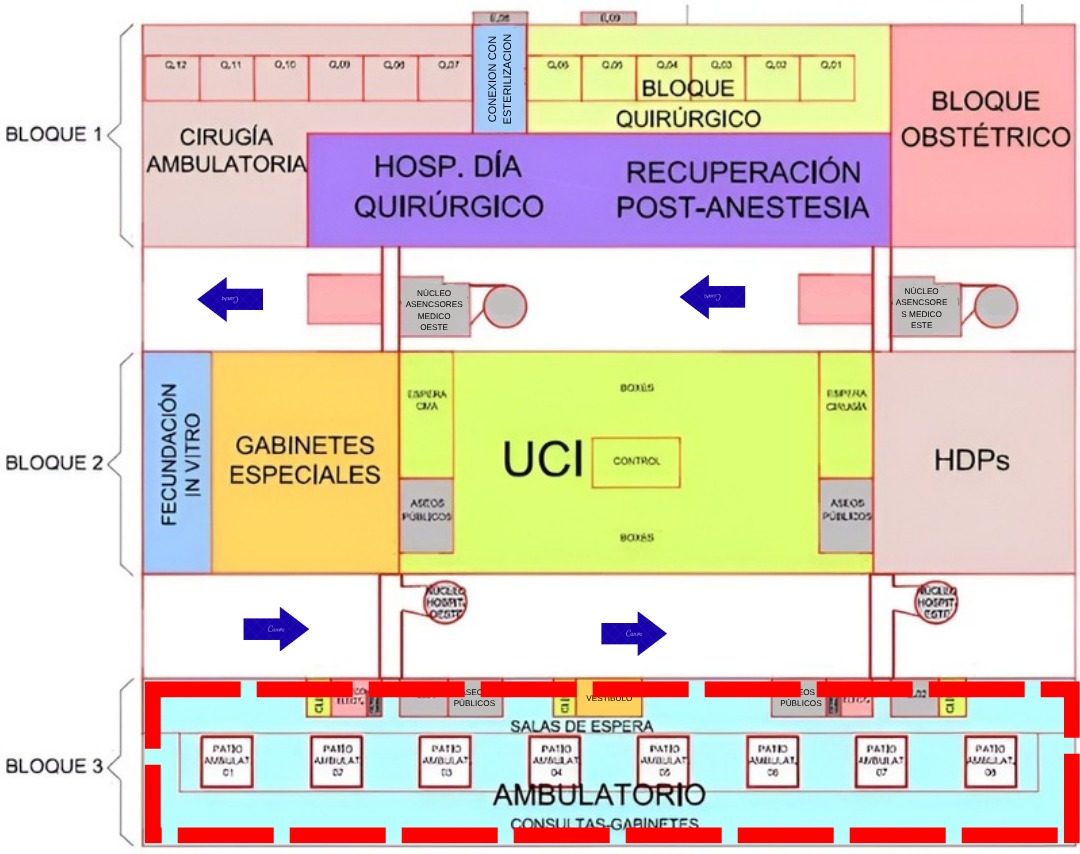 E.08
E.09
Q.12
Q.11
Q.10
Q.09
Q.07
CONEXION CON
ESTERILIZACION
Q.05
Q.04
Q.03
Q.02
Q.01
BLOQUE
QUIRÚRGICO
BLOQUE
OBSTÉTRICO
BLOQUE 1
CIRUGÍA
AMBULATORIA
HOSP. DÍA
QUIRÚRGICO
RECUPERACIÓN
POST-ANESTESIA
Canva
NÚCLEO
ASENCSORES
MEDICO
OESTE
Canva
NÚCLEO
ASENCSORE
S MEDICO
ESTE
BLOQUE 2
FECUNDACIÓN
IN VITRO
GABINETES
ESPECIALES
ESPERA
CMA
ASEOS
PÚBLICOS
BOXES
UCI
CONTROL
BOXES
ESPERA
CIRUGÍA
ASEOS
PÚBLICOS
HDPs
NÚCLEO
HOSPIT.
OESTE
NÚCLEO
HOSPIT.
ESTE
Canva
Canva
BLOQUE 3
PÚBLICOS
VESTÍBULO
PÚBLICOS
SALAS DE ESPERA
PATIO
AMBULAT.
01
PATIO
AMBULAT.
02
PATIO
AMBULAT.
03
PATIO
AMBULAT.
04
PATIO
AMBULAT.
05
PATIO
AMBULAT.
06
PATIO
AMBULAT.
07
PATIO
AMBULAT.
08
AMBULATORIO
CONSULTAS-GABINETES